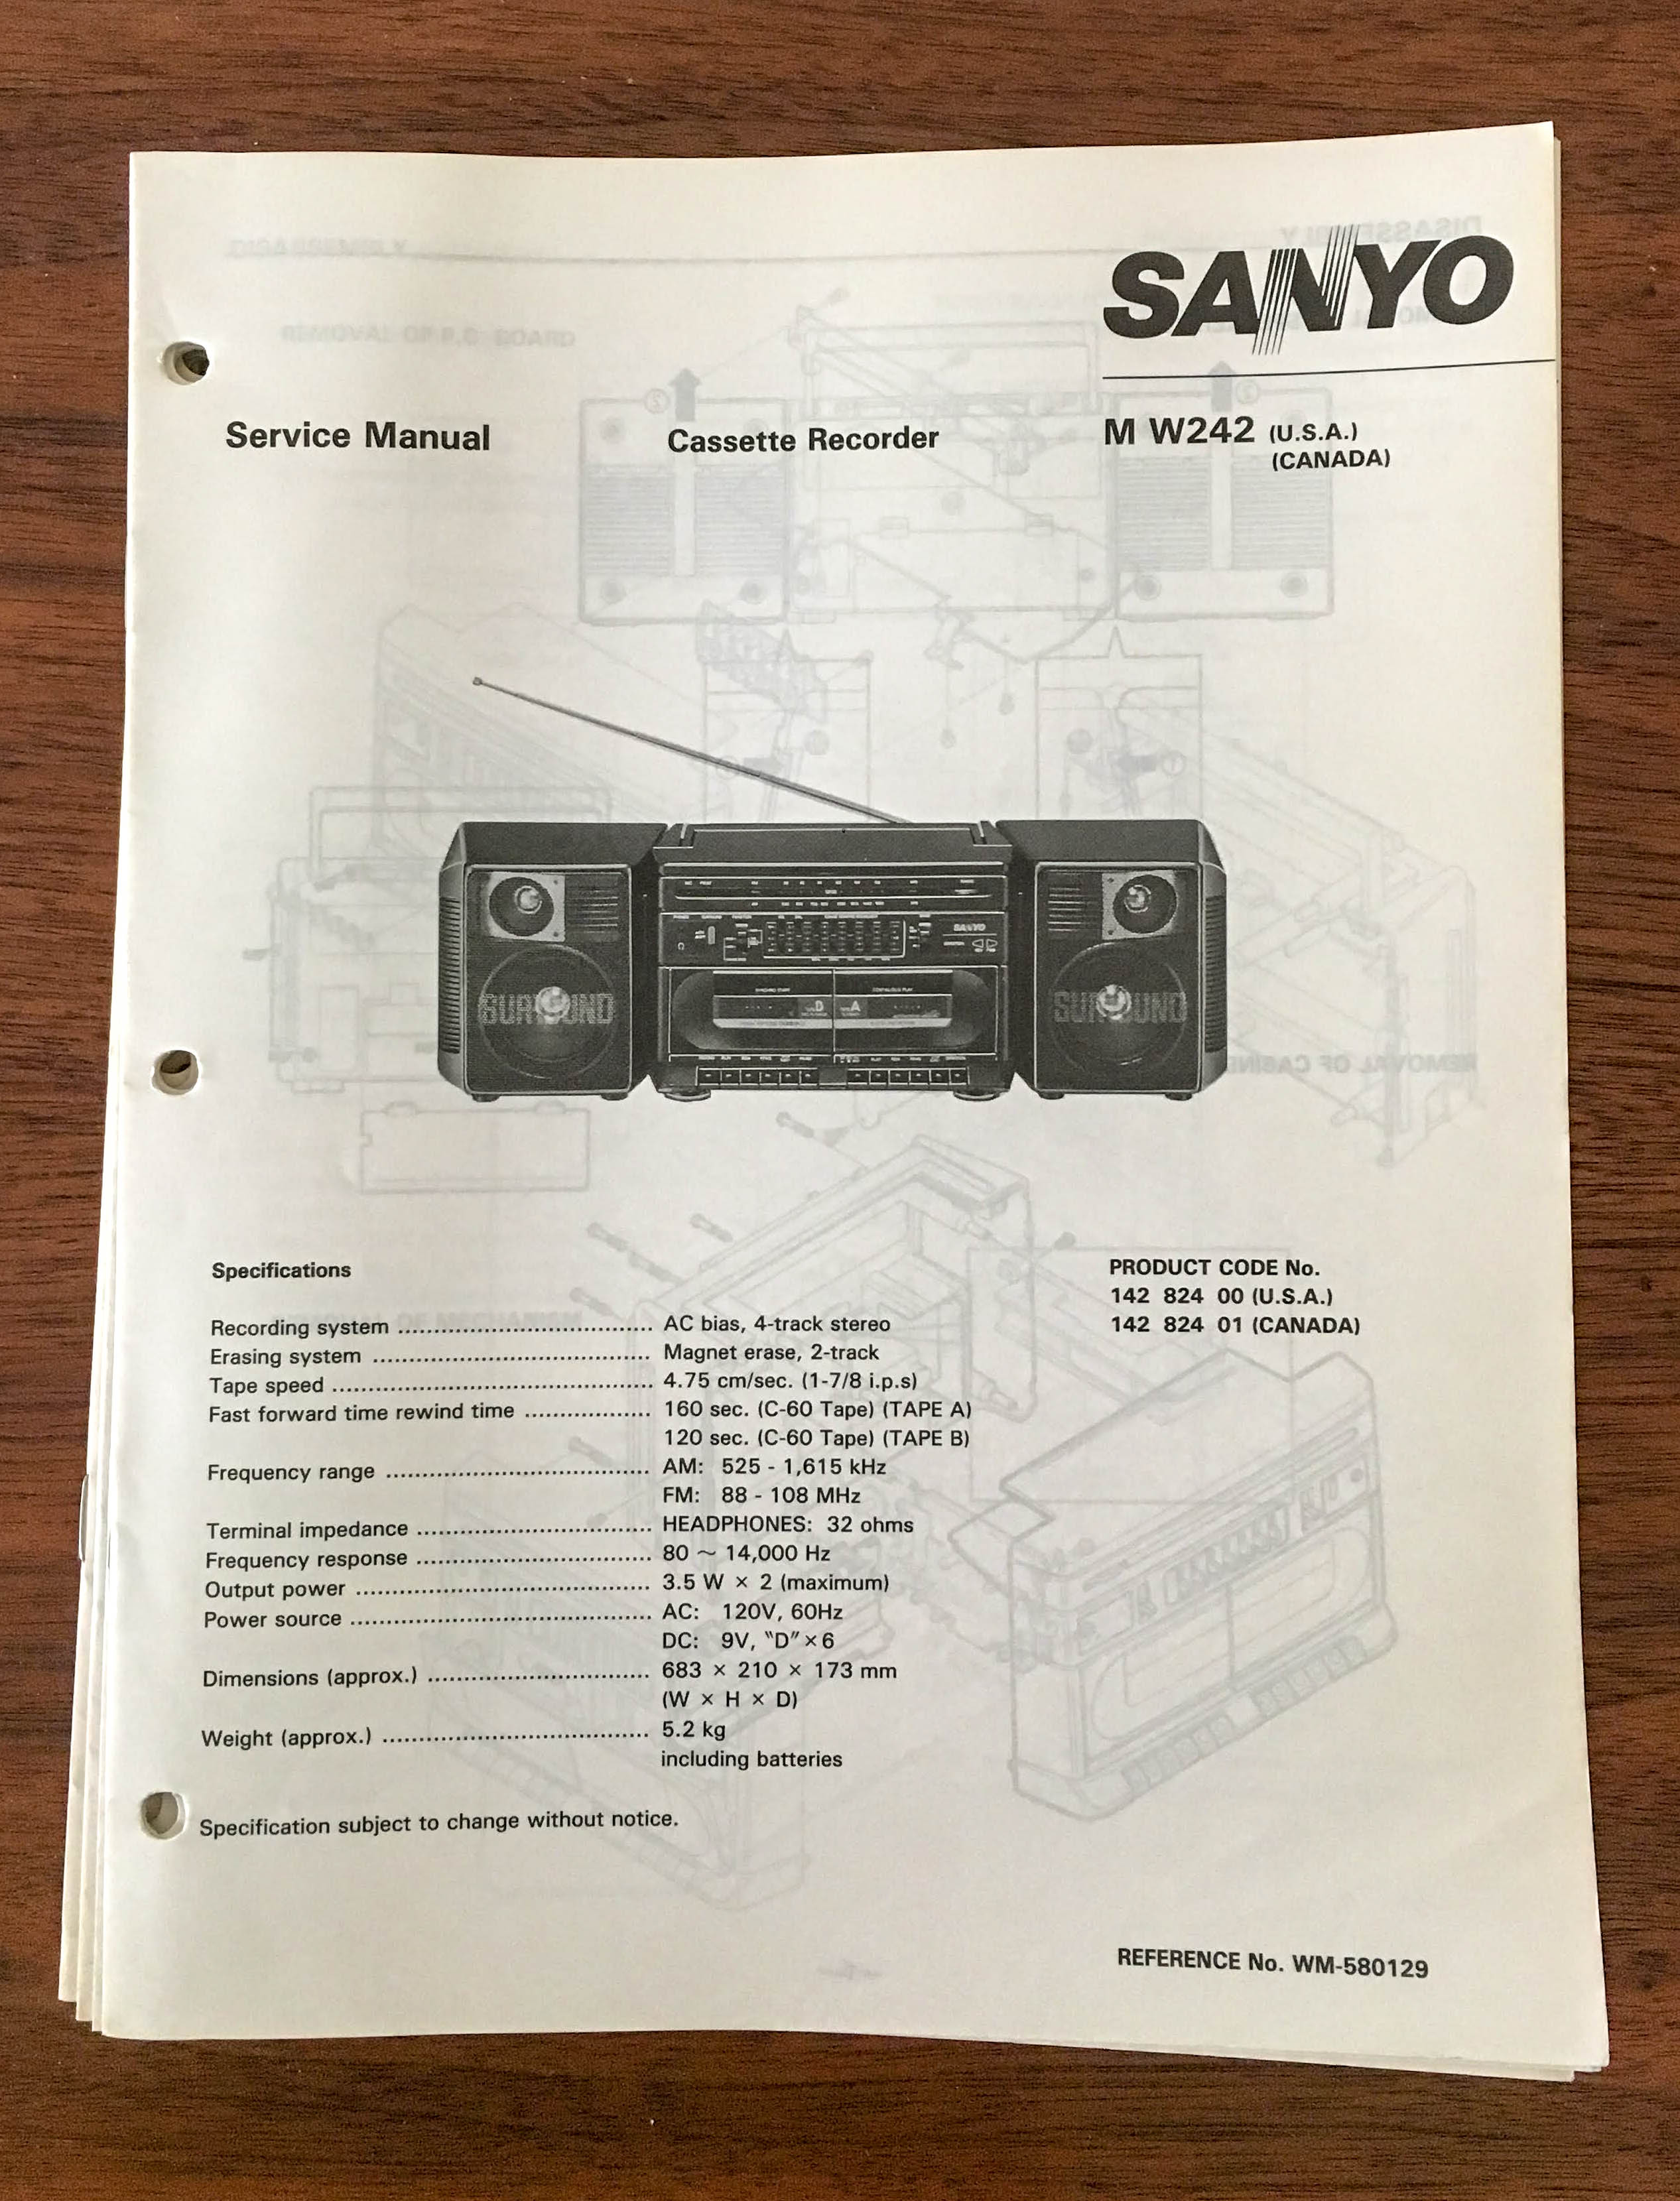 SANYO
Service Manual Cassette Recorder M W242 (U.S.A.)
(CANADA)
SURROUND
SANYO
SURROUND
Specifications
Recording system ........ AC bias, 4-track stereo
Erasing system ........ Magnet erase, 2-track
Tape speed ........ 4.75 cm/sec. (1-7/8 i.p.s)
Fast forward time rewind time ........ 160 sec. (C-60 Tape) (TAPE A)
120 sec. (C-60 Tape) (TAPE B)
Frequency range ........ AM: 525 - 1,615 kHz
FM: 88 - 108 MHz
Terminal impedance ........ HEADPHONES: 32 ohms
Frequency response ........ 80 ~ 14,000 Hz
Output power ........ 3.5 W × 2 (maximum)
Power source ........ AC: 120V, 60Hz
DC: 9V, "D"×6
Dimensions (approx.) ........ 683 × 210 × 173 mm
(W × H × D)
Weight (approx.) ........ 5.2 kg
including batteries
PRODUCT CODE No.
142 824 00 (U.S.A.)
142 824 01 (CANADA)
Specification subject to change without notice.
REFERENCE No. WM-580129